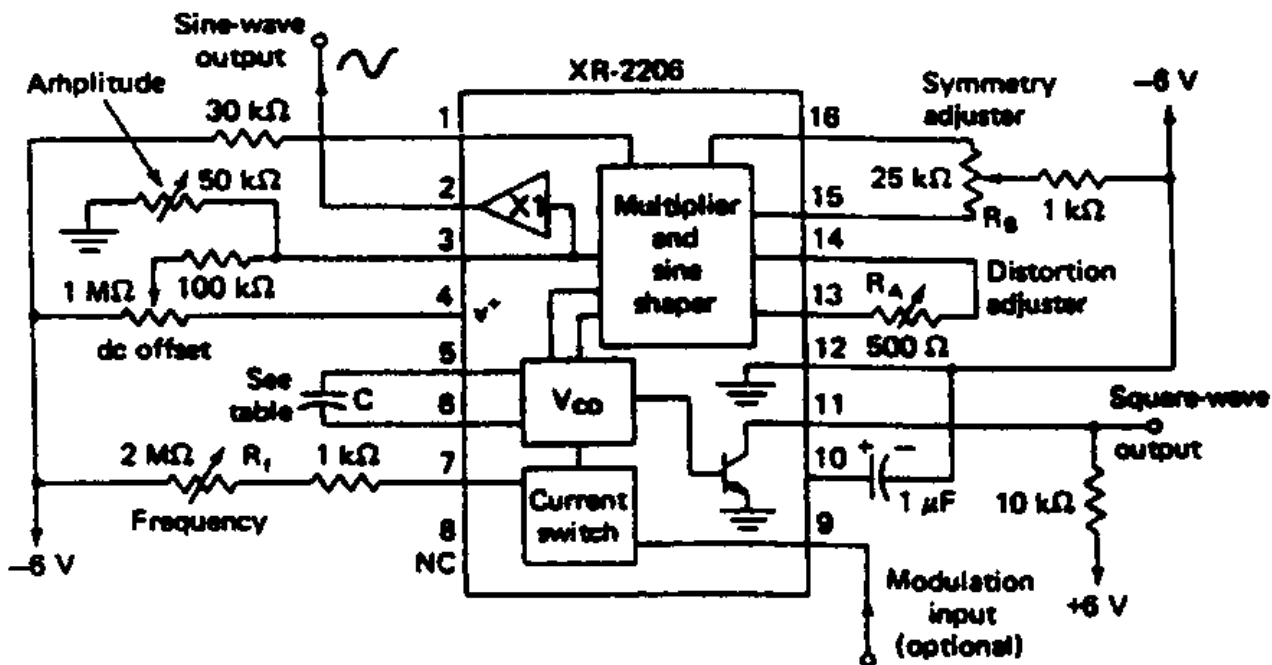 Sine-wave
output
XR-2206
Arhplitude
30 kΩ
1
16
Symmetry
adjuster
−6 V
50 kΩ
2
X1
Multiplier
and
sine
shaper
25 kΩ
15
R_B
1 kΩ
3
14
1 MΩ
100 kΩ
4
v⁺
13
R_A
Distortion
adjuster
dc offset
500 Ω
12
See
table
C
5
6
V_CO
11
Square-wave
output
2 MΩ
R_f
1 kΩ
7
10
+
−
1 μF
10 kΩ
Frequency
Current
switch
9
−6 V
8
NC
Modulation
input
(optional)
+6 V